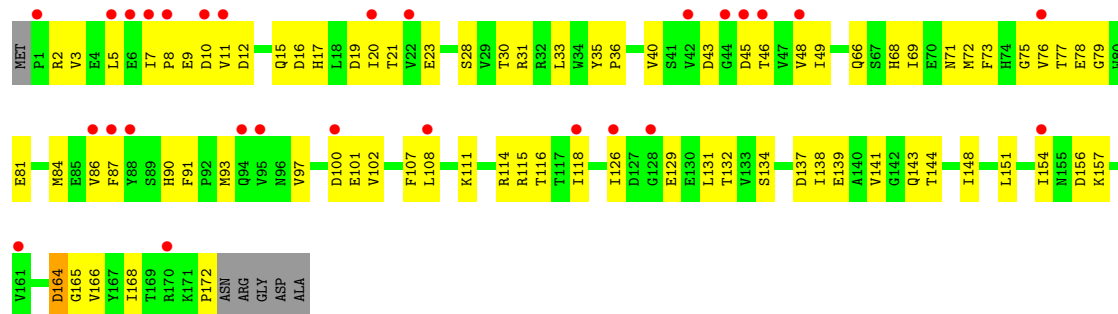 MET P1 R2 V3 E4 L5 E6 I7 P8 E9 D10 V11 D12 Q15 D16 H17 L18 D19 I20 T21 V22 E23 S28 V29 T30 R31 R32 L33 W34 Y35 P36 V40 S41 V42 D43 G44 D45 T46 V47 V48 I49 Q66 S67 H68 I69 E70 N71 M72 F73 H74 G75 V76 T77 E78 G79 W80
E81 M84 E85 V86 F87 Y88 S89 H90 F91 P92 M93 Q94 V95 N96 V97 D100 E101 V102 F107 L108 K111 R114 R115 T116 T117 I118 I126 D127 G128 E129 E130 L131 T132 V133 S134 D137 I138 E139 A140 V141 G142 Q143 T144 I148 L151 I154 N155 D156 K157
V161 D164 G165 V166 Y167 I168 T169 R170 K171 P172 ASN ARG GLY ASP ALA